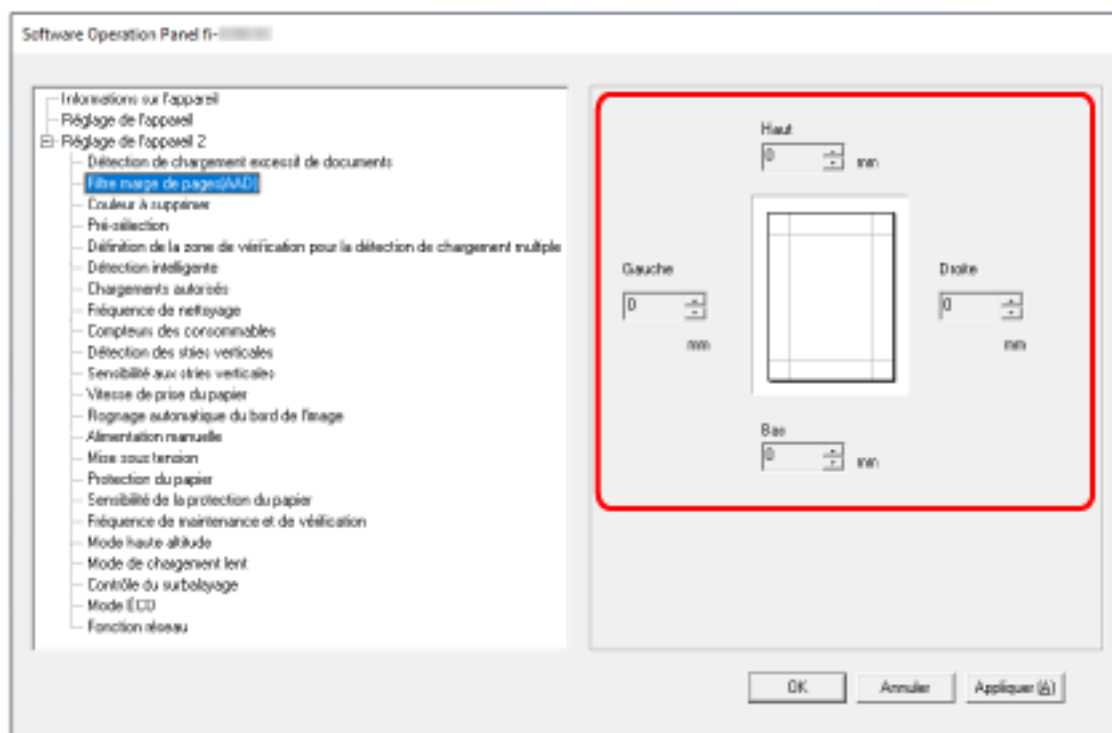 Software Operation Panel fi-
Informations sur l'appareil
Réglage de l'appareil
Réglage de l'appareil 2
Détection de chargement excessif de documents
Filtre marge de pages(AAD)
Couleur à supprimer
Pré-sélection
Définition de la zone de vérification pour la détection de chargement multiple
Détection intelligente
Chargements autorisés
Fréquence de nettoyage
Compteurs des consommables
Détection des stries verticales
Sensibilité aux stries verticales
Vitesse de prise du papier
Rognage automatique du bord de l'image
Alimentation manuelle
Mise sous tension
Protection du papier
Sensibilité de la protection du papier
Fréquence de maintenance et de vérification
Mode haute altitude
Mode de chargement lent
Contrôle du surbalayage
Mode ÉCO
Fonction réseau
Haut
0 mm
Gauche
0
mm
Droite
0
mm
Bas
0 mm
OK Annuler Appliquer (A)